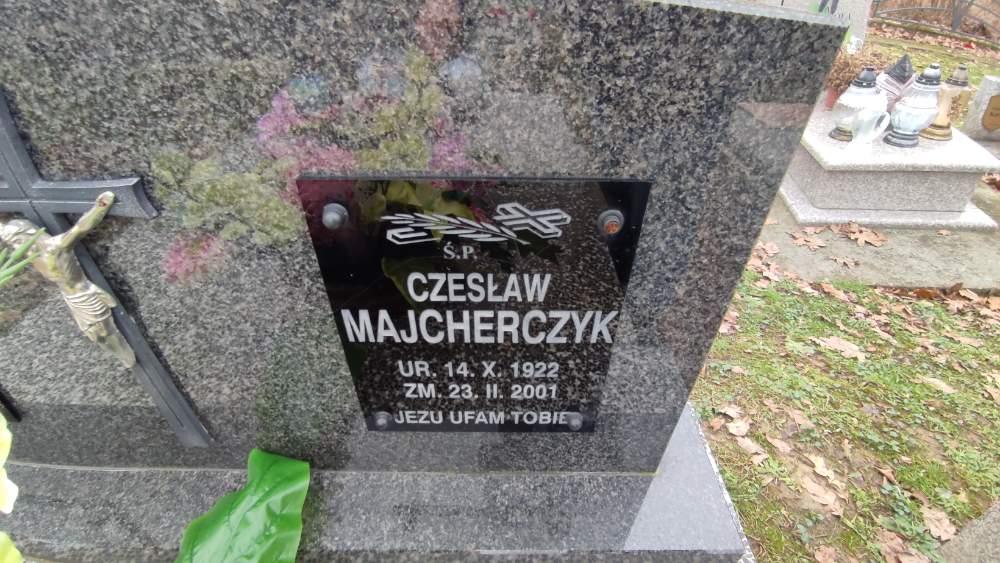 Ś.P.
CZESŁAW
MAJCHERCZYK
UR. 14. X. 1922
ZM. 23. II. 2001
JEZU UFAM TOBIE